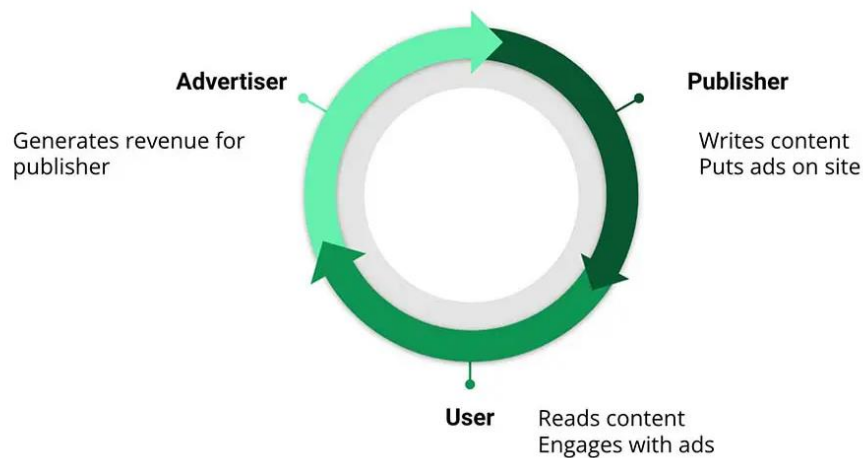 Advertiser
Generates revenue for
publisher
Publisher
Writes content
Puts ads on site
User
Reads content
Engages with ads